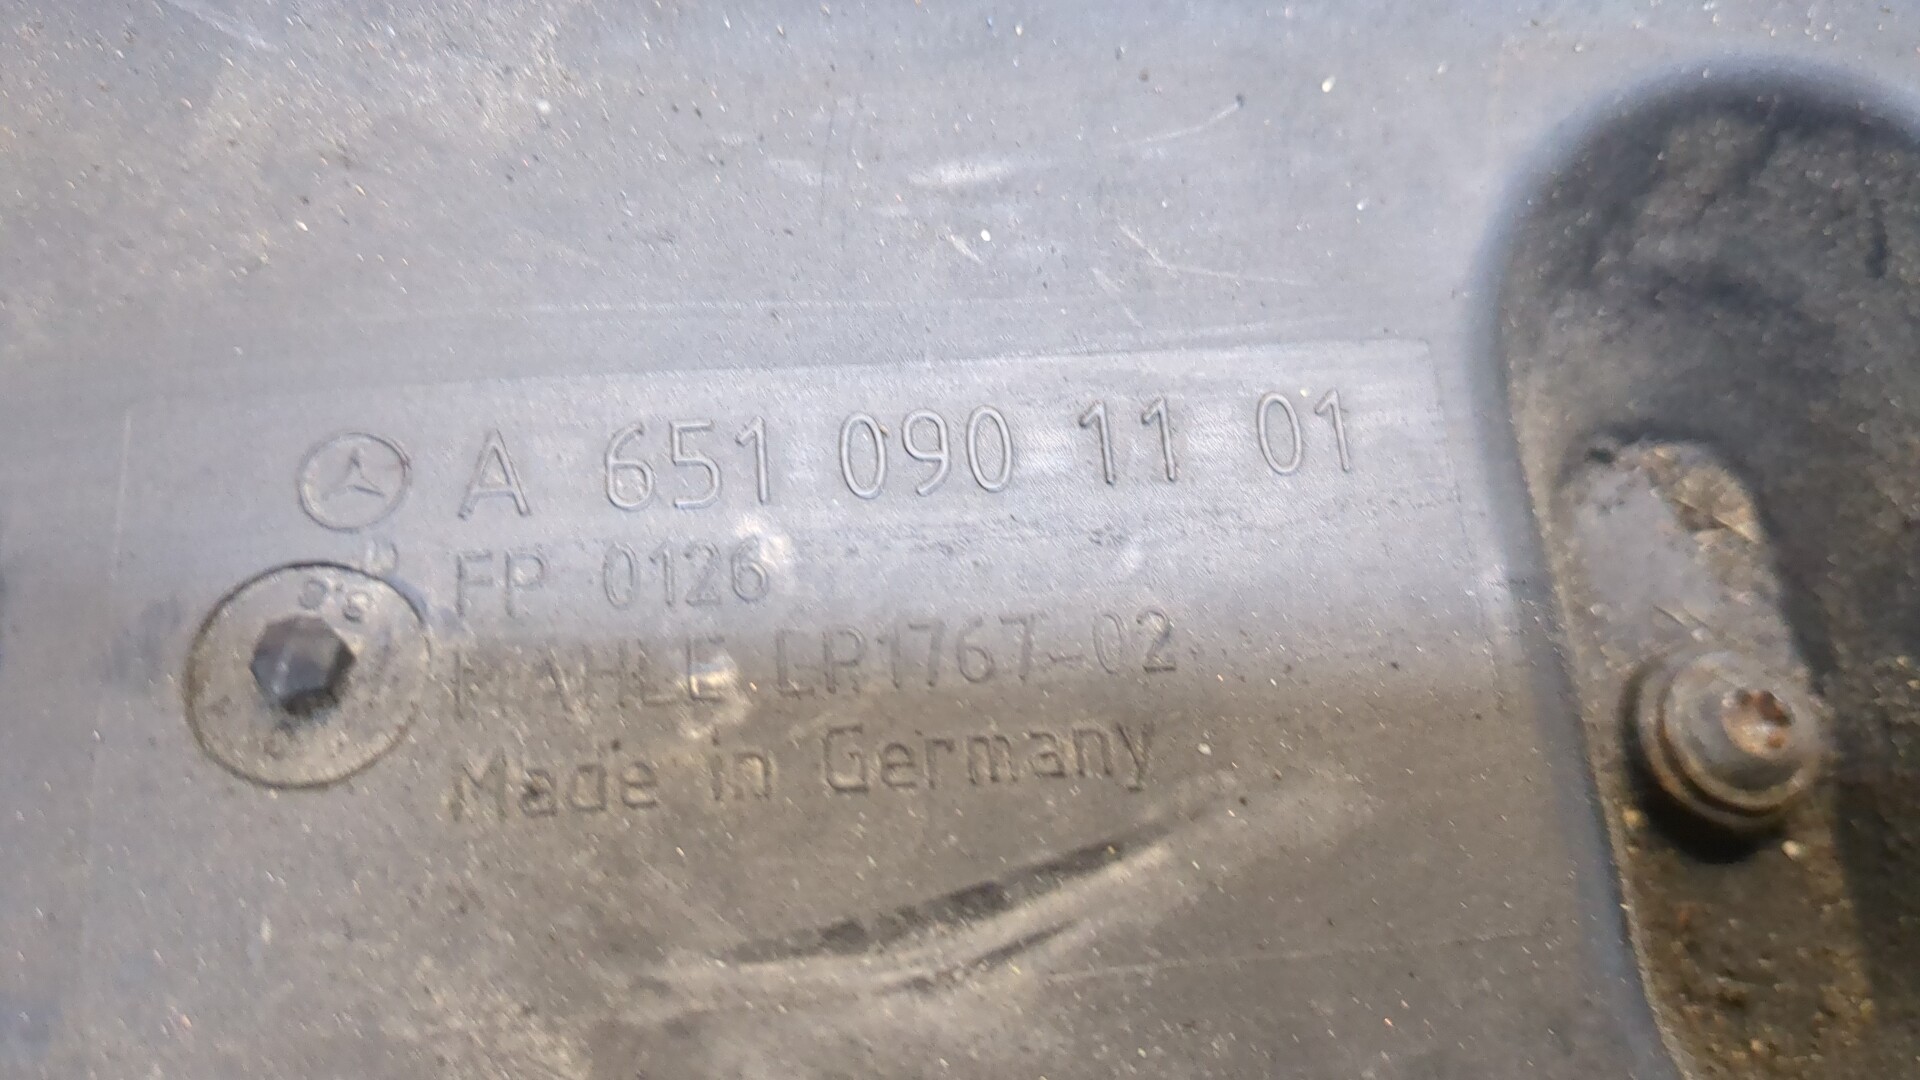 A 651 090 11 01
FP 0126
MAHLE LP1767-02
Made in Germany